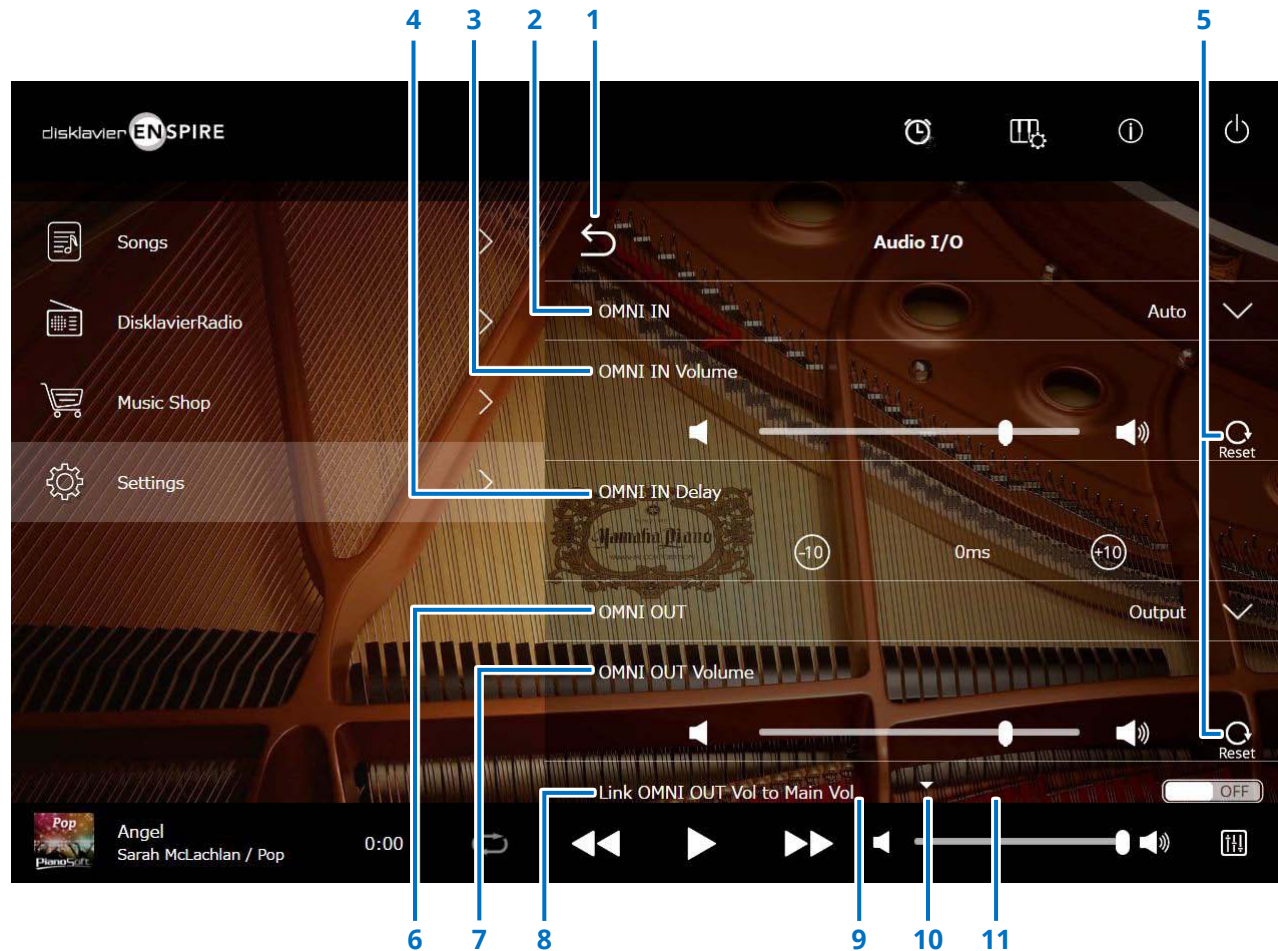 4 3 2 1 5
disklavier ENSPIRE
Songs
Audio I/O
DisklavierRadio
OMNI IN Auto
OMNI IN Volume
Music Shop
Reset
Settings
OMNI IN Delay
Yamaha Piano
-10 0ms +10
OMNI OUT Output
OMNI OUT Volume
Reset
Link OMNI OUT Vol to Main Vol OFF
Pop
PianoSoft
Angel
Sarah McLachlan / Pop
0:00
6 7 8 9 10 11